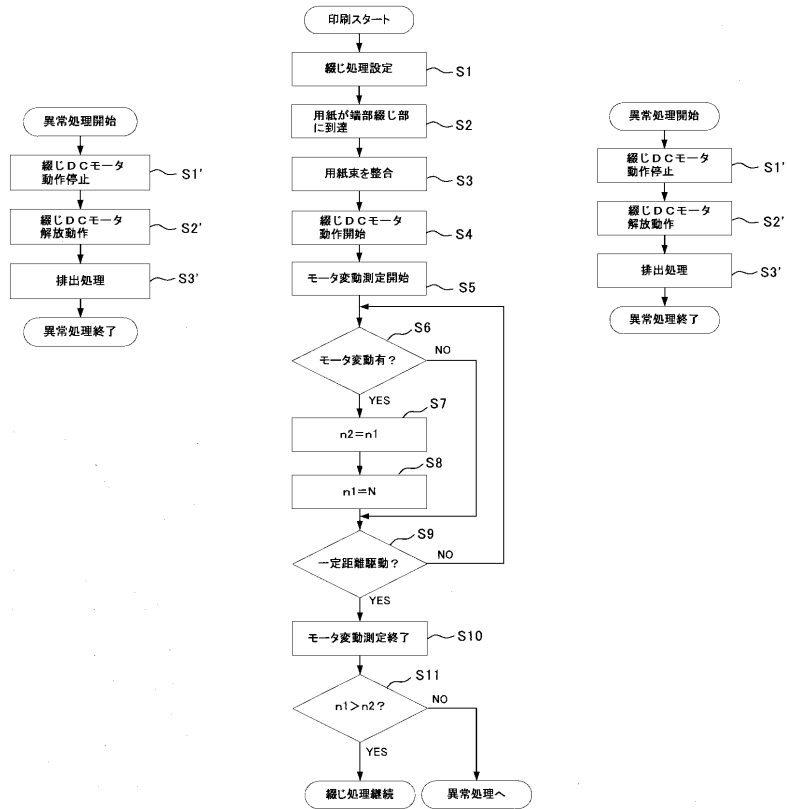 印刷スタート
綴じ処理設定
S1
用紙が端部綴じ部
に到達
S2
用紙束を整合
S3
綴じDCモータ
動作開始
S4
モータ変動測定開始
S5
モータ変動有?
S6
NO
YES
n2=n1
S7
n1=N
S8
一定距離駆動?
S9
NO
YES
モータ変動測定終了
S10
n1>n2?
S11
NO
YES
綴じ処理継続
異常処理へ
異常処理開始
綴じDCモータ
動作停止
S1'
綴じDCモータ
解放動作
S2'
排出処理
S3'
異常処理終了
異常処理開始
綴じDCモータ
動作停止
S1'
綴じDCモータ
解放動作
S2'
排出処理
S3'
異常処理終了